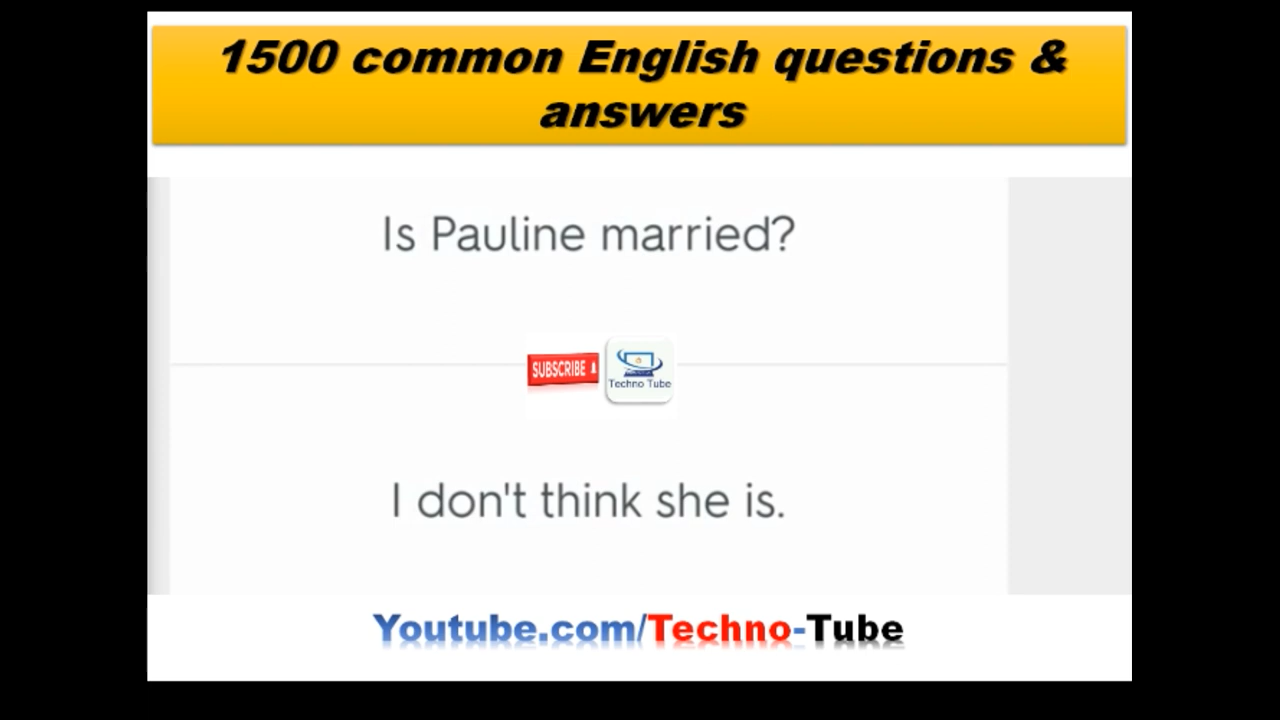 1500 common English questions &
answers
Is Pauline married?
SUBSCRIBE
Techno Tube
I don't think she is.
Youtube.com/Techno-Tube